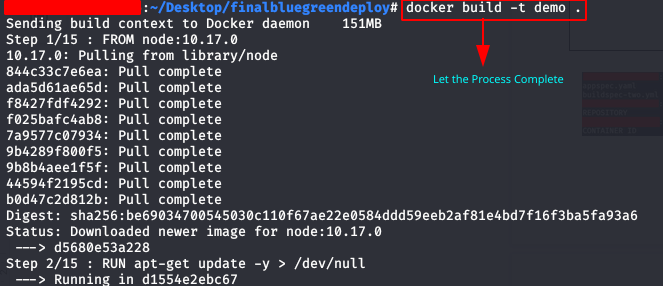 :~/Desktop/finalbluegreendeploy# docker build -t demo .
Sending build context to Docker daemon    151MB
Step 1/15 : FROM node:10.17.0
10.17.0: Pulling from library/node
844c33c7e6ea: Pull complete
ada5d61ae65d: Pull complete
f8427fdf4292: Pull complete
f025bafc4ab8: Pull complete
7a9577c07934: Pull complete
9b4289f800f5: Pull complete
9b8b4aee1f5f: Pull complete
44594f2195cd: Pull complete
b0d47c2d812b: Pull complete
Digest: sha256:be69034700545030c110f67ae22e0584ddd59eeb2af81e4bd7f16f3ba5fa93a6
Status: Downloaded newer image for node:10.17.0
 ---> d5680e53a228
Step 2/15 : RUN apt-get update -y > /dev/null
 ---> Running in d1554e2ebc67
Let the Process Complete